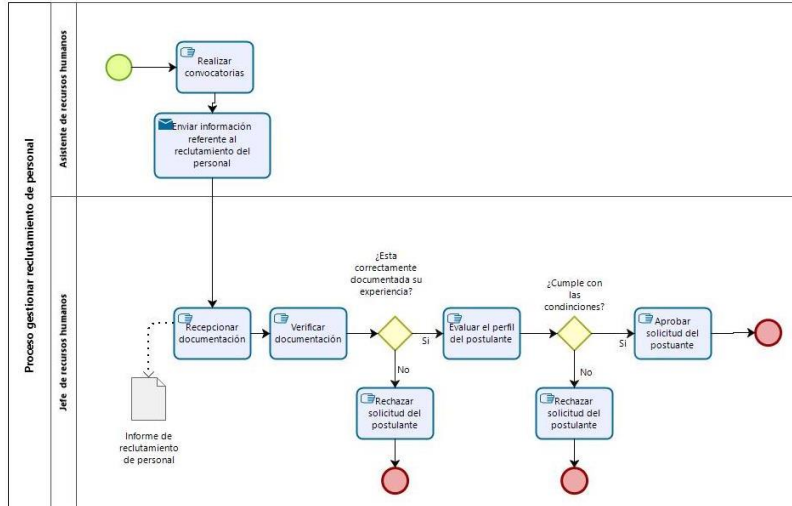 Proceso gestionar reclutamiento de personal
Asistente de recursos humanos
Realizar
convocatorias
Enviar información
referente al
reclutamiento del
personal
Jefe de recursos humanos
¿Esta
correctamente
documentada su
experiencia?
¿Cumple con
las
condinciones?
Recepcionar
documentación
Verificar
documentación
Si
Evaluar el perfil
del postulante
Si
Aprobar
solicitud del
postuante
No
No
Rechazar
solicitud del
postulante
Rechazar
solicitud del
postulante
Informe de
reclutamiento
de personal